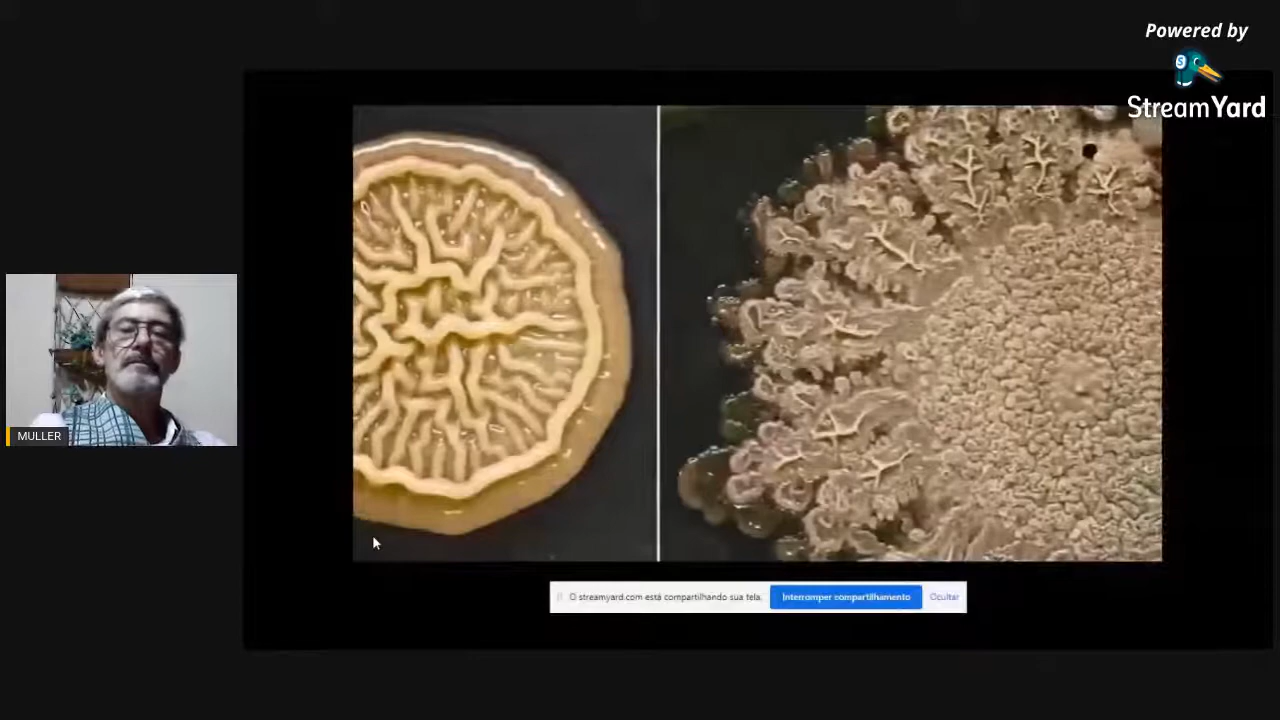 Powered by
StreamYard
MULLER
O streamyard.com está compartilhando sua tela.
Interromper compartilhamento
Ocultar